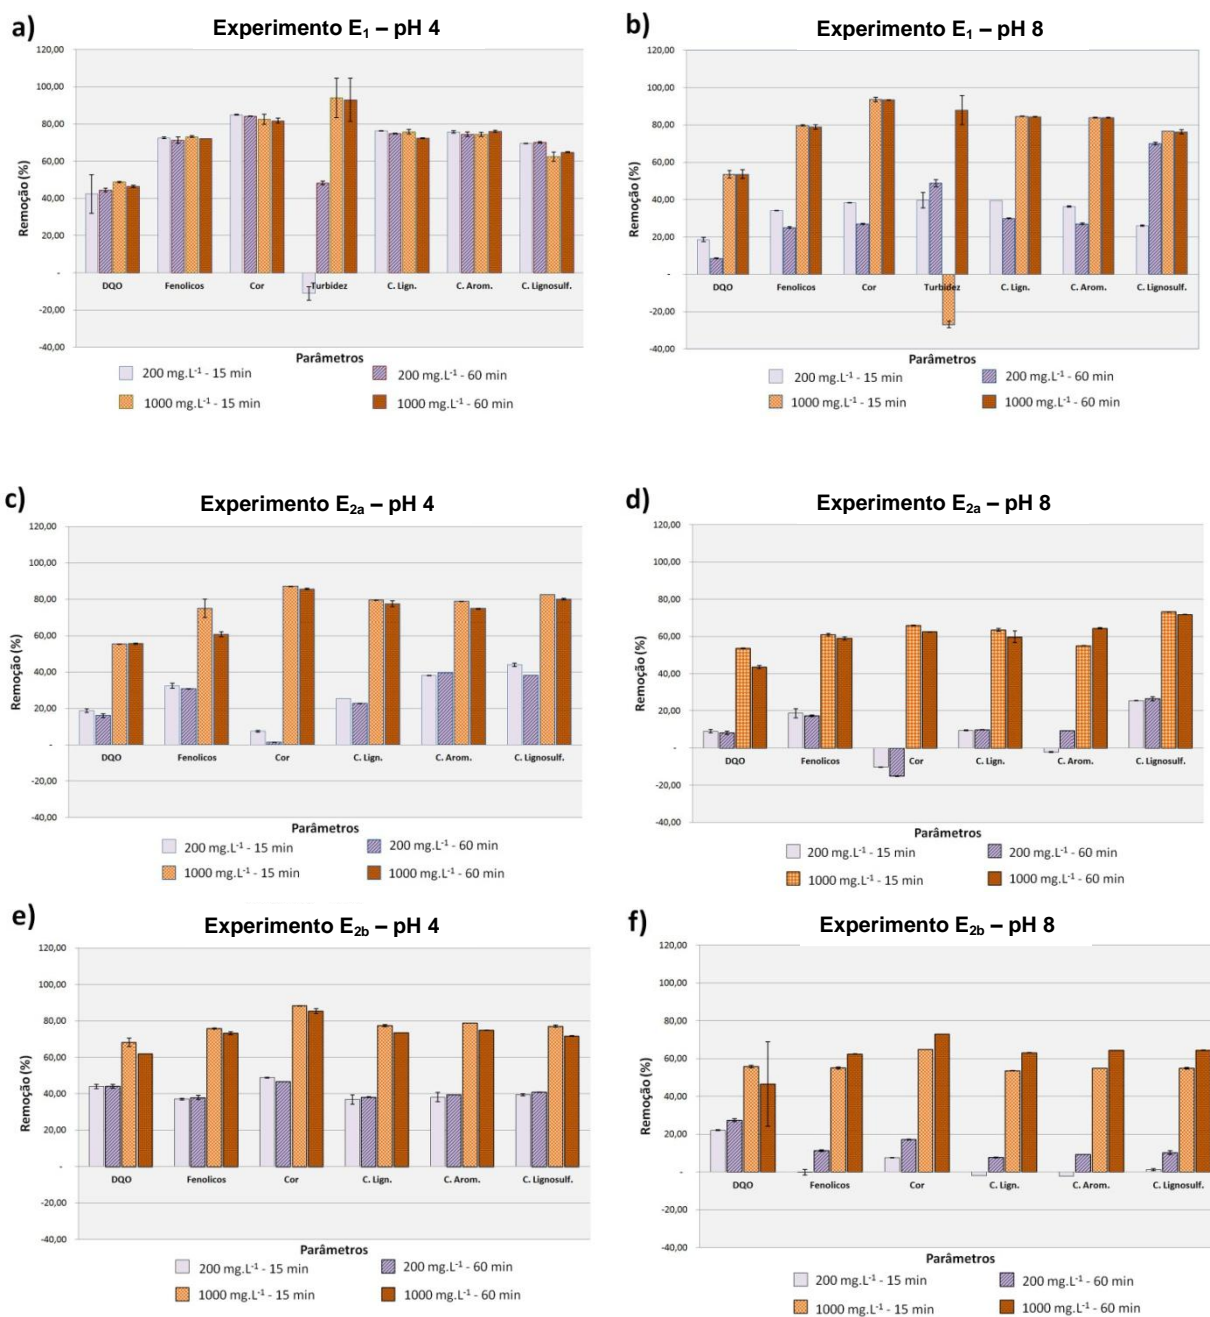 a)
Experimento E₁ – pH 4
120,00
100,00
80,00
60,00
40,00
20,00
-
-20,00
-40,00
Remoção (%)
DQO Fenolicos Cor Turbidez C. Lign. C. Arom. C. Lignosulf.
Parâmetros
200 mg.L⁻¹ - 15 min 200 mg.L⁻¹ - 60 min
1000 mg.L⁻¹ - 15 min 1000 mg.L⁻¹ - 60 min
b)
Experimento E₁ – pH 8
120,00
100,00
80,00
60,00
40,00
20,00
-
-20,00
-40,00
Remoção (%)
DQO Fenolicos Cor Turbidez C. Lign. C. Arom. C. Lignosulf.
Parâmetros
200 mg.L⁻¹ - 15 min 200 mg.L⁻¹ - 60 min
1000 mg.L⁻¹ - 15 min 1000 mg.L⁻¹ - 60 min
c)
Experimento E₂ₐ – pH 4
120,00
100,00
80,00
60,00
40,00
20,00
-
-20,00
-40,00
Remoção (%)
DQO Fenolicos Cor C. Lign. C. Arom. C. Lignosulf.
Parâmetros
200 mg.L⁻¹ - 15 min 200 mg.L⁻¹ - 60 min
1000 mg.L⁻¹ - 15 min 1000 mg.L⁻¹ - 60 min
d)
Experimento E₂ₐ – pH 8
120,00
100,00
80,00
60,00
40,00
20,00
-
-20,00
-40,00
Remoção (%)
DQO Fenolicos Cor C. Lign. C. Arom. C. Lignosulf.
Parâmetros
200 mg.L⁻¹ - 15 min 200 mg.L⁻¹ - 60 min
1000 mg.L⁻¹ - 15 min 1000 mg.L⁻¹ - 60 min
e)
Experimento E2b – pH 4
120,00
100,00
80,00
60,00
40,00
20,00
-
-20,00
-40,00
Remoção (%)
DQO Fenolicos Cor C. Lign. C. Arom. C. Lignosulf.
Parâmetros
200 mg.L⁻¹ - 15 min 200 mg.L⁻¹ - 60 min
1000 mg.L⁻¹ - 15 min 1000 mg.L⁻¹ - 60 min
f)
Experimento E2b – pH 8
120,00
100,00
80,00
60,00
40,00
20,00
-
-20,00
-40,00
Remoção (%)
DQO Fenolicos Cor C. Lign. C. Arom. C. Lignosulf.
Parâmetros
200 mg.L⁻¹ - 15 min 200 mg.L⁻¹ - 60 min
1000 mg.L⁻¹ - 15 min 1000 mg.L⁻¹ - 60 min